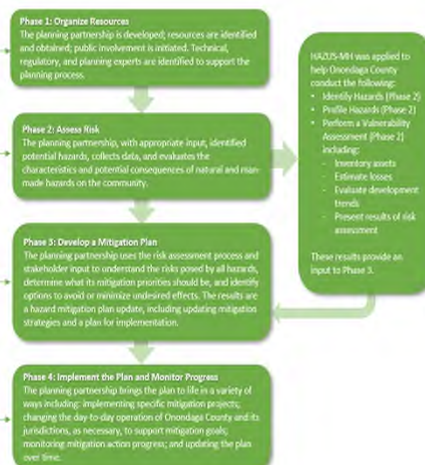 Phase 1: Organize Resources
The planning partnership is developed; resources are identified
and obtained; public involvement is initiated. Technical,
regulatory, and planning experts are identified to support the
planning process.
Phase 2: Assess Risk
The planning partnership, with appropriate input, identified
potential hazards, collects data, and evaluates the
characteristics and potential consequences of natural and man-
made hazards on the community.
HAZUS-MH was applied to
help Onondaga County
conduct the following:
• Identify Hazards (Phase 2)
• Profile Hazards (Phase 2)
• Perform a Vulnerability
Assessment (Phase 2)
including:
- Inventory assets
- Estimate losses
- Evaluate development
trends
- Present results of risk
assessment
These results provide an
input to Phase 3.
Phase 3: Develop a Mitigation Plan
The planning partnership uses the risk assessment process and
stakeholder input to understand the risks posed by all hazards,
determine what its mitigation priorities should be, and identify
options to avoid or minimize undesired effects. The results are
a hazard mitigation plan update, including updating mitigation
strategies and a plan for implementation.
Phase 4: Implement the Plan and Monitor Progress
The planning partnership brings the plan to life in a variety of
ways including: implementing specific mitigation projects;
changing the day-to-day operation of Onondaga County and its
jurisdictions, as necessary, to support mitigation goals;
monitoring mitigation action progress; and updating the plan
over time.